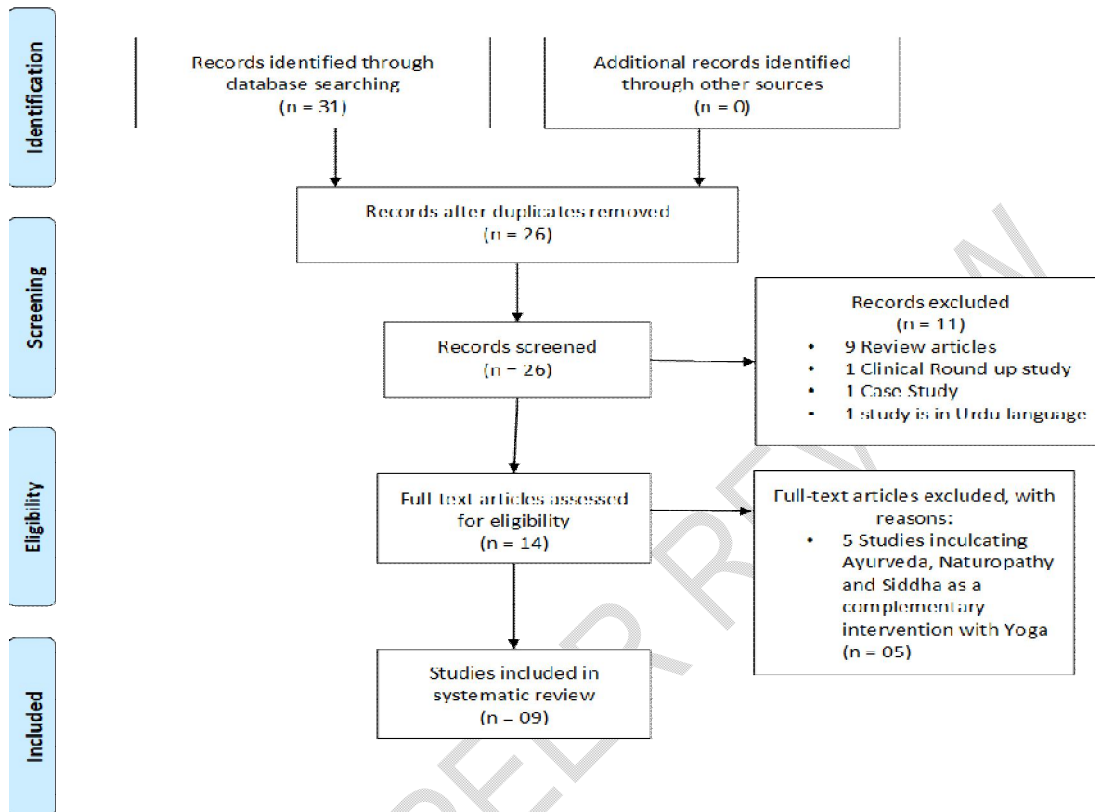 Identification
Records identified through
database searching
(n = 31)
Additional records identified
through other sources
(n = 0)
Records after duplicates removed
(n = 26)
Screening
Records screened
(n = 26)
Records excluded
(n = 11)
• 9 Review articles
• 1 Clinical Round up study
• 1 Case Study
• 1 study is in Urdu language
Eligibility
Full-text articles assessed
for eligibility
(n = 14)
Full-text articles excluded, with
reasons:
• 5 Studies inculcating
Ayurveda, Naturopathy
and Siddha as a
complementary
intervention with Yoga
(n = 05)
Included
Studies included in
systematic review
(n = 09)
PEER REVIEW